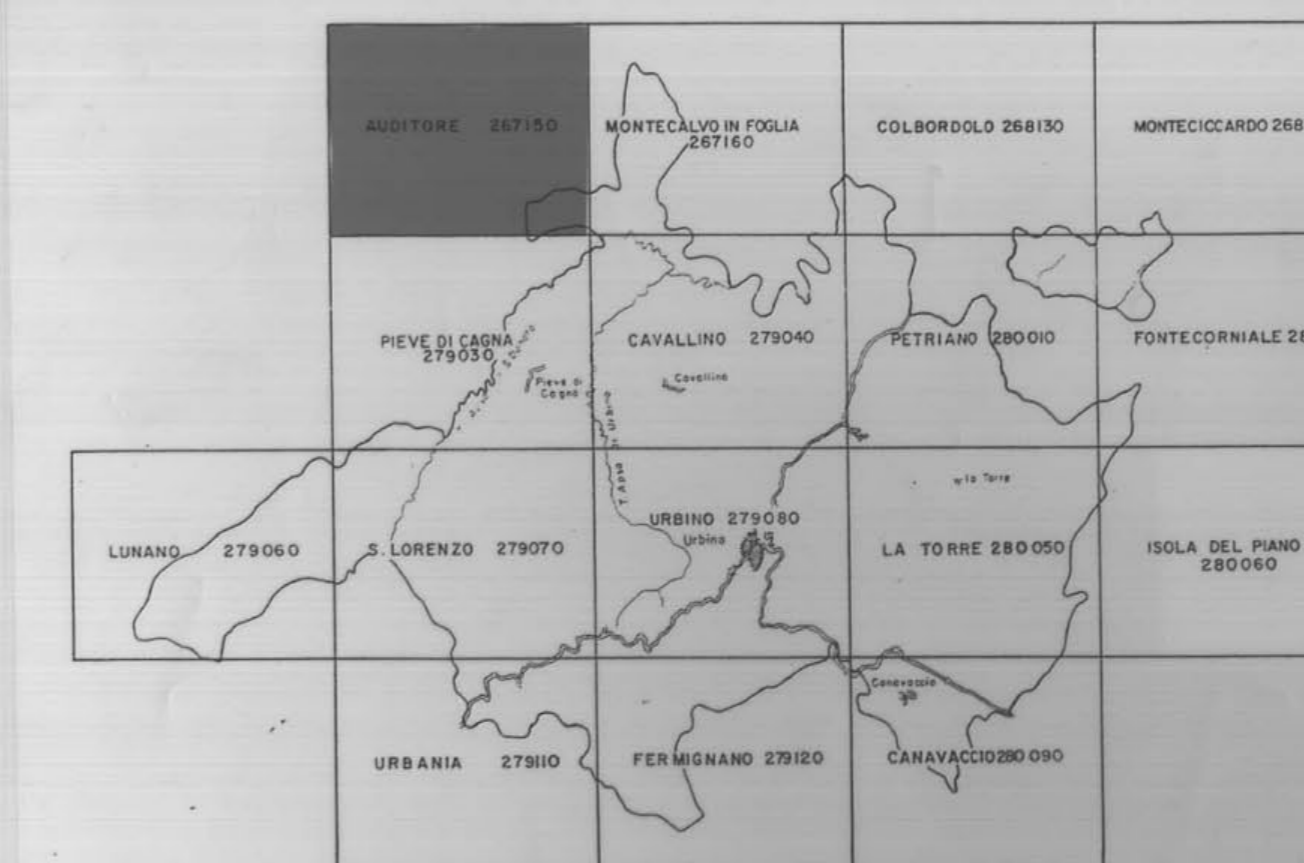 AUDITORE 267150
MONTECALVO IN FOGLIA
267160
COLBORDOLO 268130
MONTECICCARDO 268
PIEVE DI CAGNA
279030
CAVALLINO 279040
PETRIANO 280010
FONTECORNIALE 28
Pieve di
Cagna
Cavallino
T. Apsa di Urbino
la Torre
LUNANO 279060
S. LORENZO 279070
URBINO 279080
Urbino
LA TORRE 280050
ISOLA DEL PIANO
280060
Canavaccio
URBANIA 279110
FERMIGNANO 279120
CANAVACCIO 280090